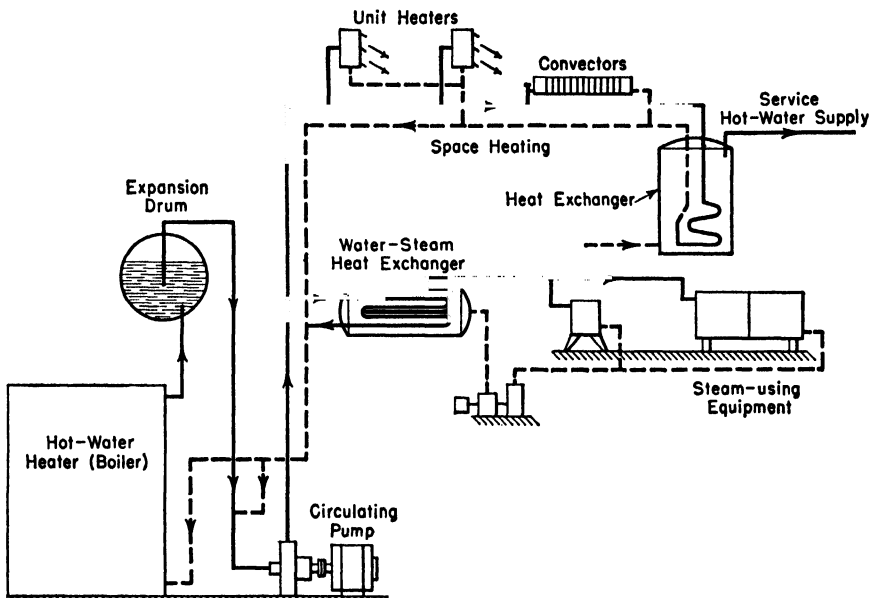 Unit Heaters
Convectors
Service
Hot-Water Supply
Space Heating
Heat Exchanger
Expansion
Drum
Water-Steam
Heat Exchanger
Steam-using
Equipment
Hot-Water
Heater (Boiler)
Circulating
Pump